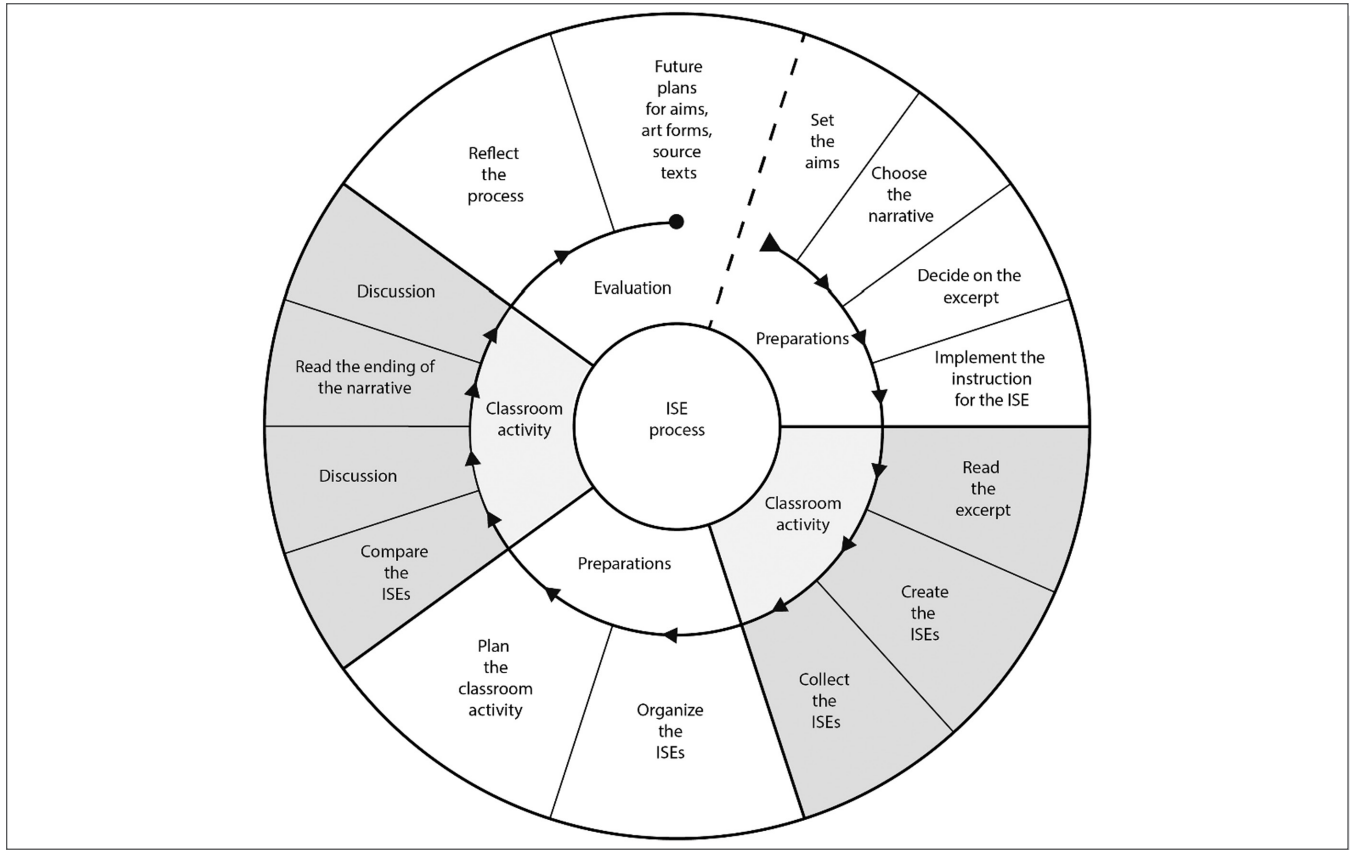 Future
plans
for aims,
art forms,
source
texts
Set
the
aims
Choose
the
narrative
Decide on the
excerpt
Implement the
instruction
for the ISE
Read
the
excerpt
Create
the
ISEs
Collect
the
ISEs
Organize
the
ISEs
Plan
the
classroom
activity
Compare
the
ISEs
Discussion
Read the ending of
the narrative
Discussion
Reflect
the
process
Evaluation
Preparations
Classroom
activity
Preparations
Classroom
activity
ISE
process